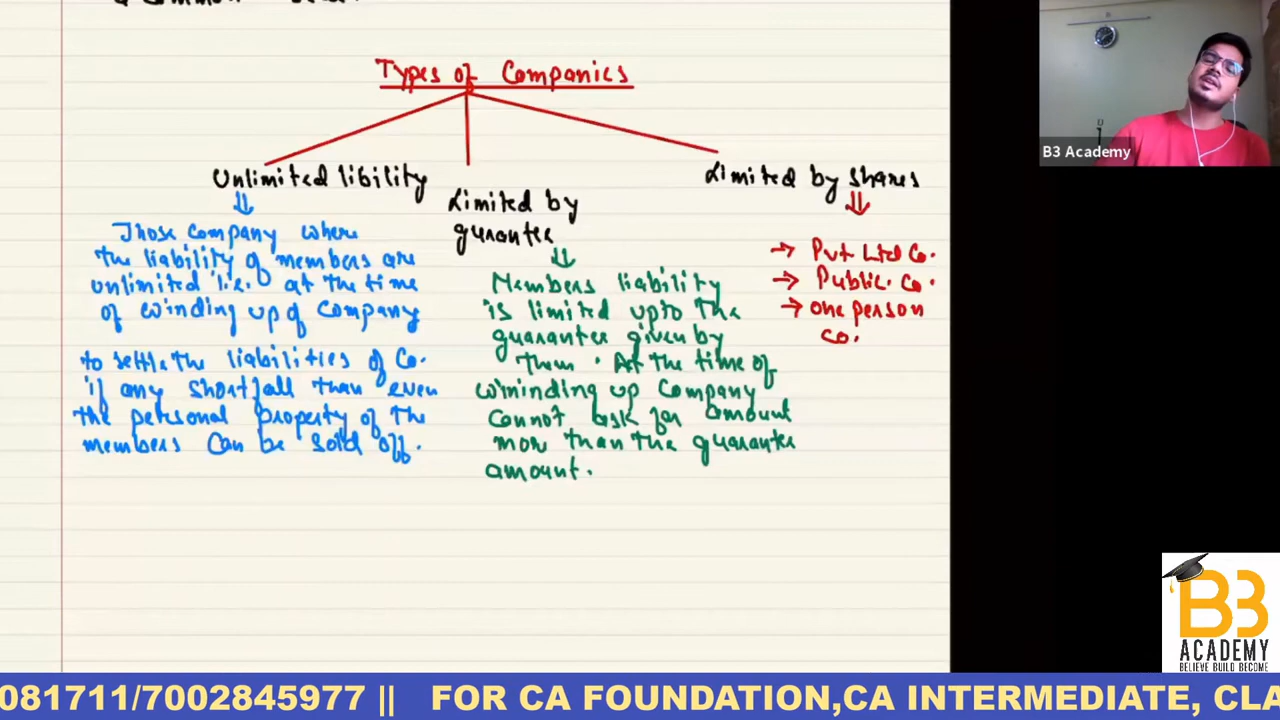 Types of Companies
Unlimited libility
Limited by
gurantee
Limited by shares
Those company where
the liability of members are
unlimited i.e. at the time
of winding up of company
to settle the liabilities of Co.
if any shortfall than even
the personal property of the
members can be sold off.
Members liability
is limited upto the
guarantee given by
them. At the time of
wininding up company
cannot ask for amount
more than the guarantee
amount.
→ Pvt Ltd Co.
→ Public. Co.
→ one person
co.
B3 Academy
B3
ACADEMY
BELIEVE BUILD BECOME
081711/7002845977 || FOR CA FOUNDATION,CA INTERMEDIATE, CLA